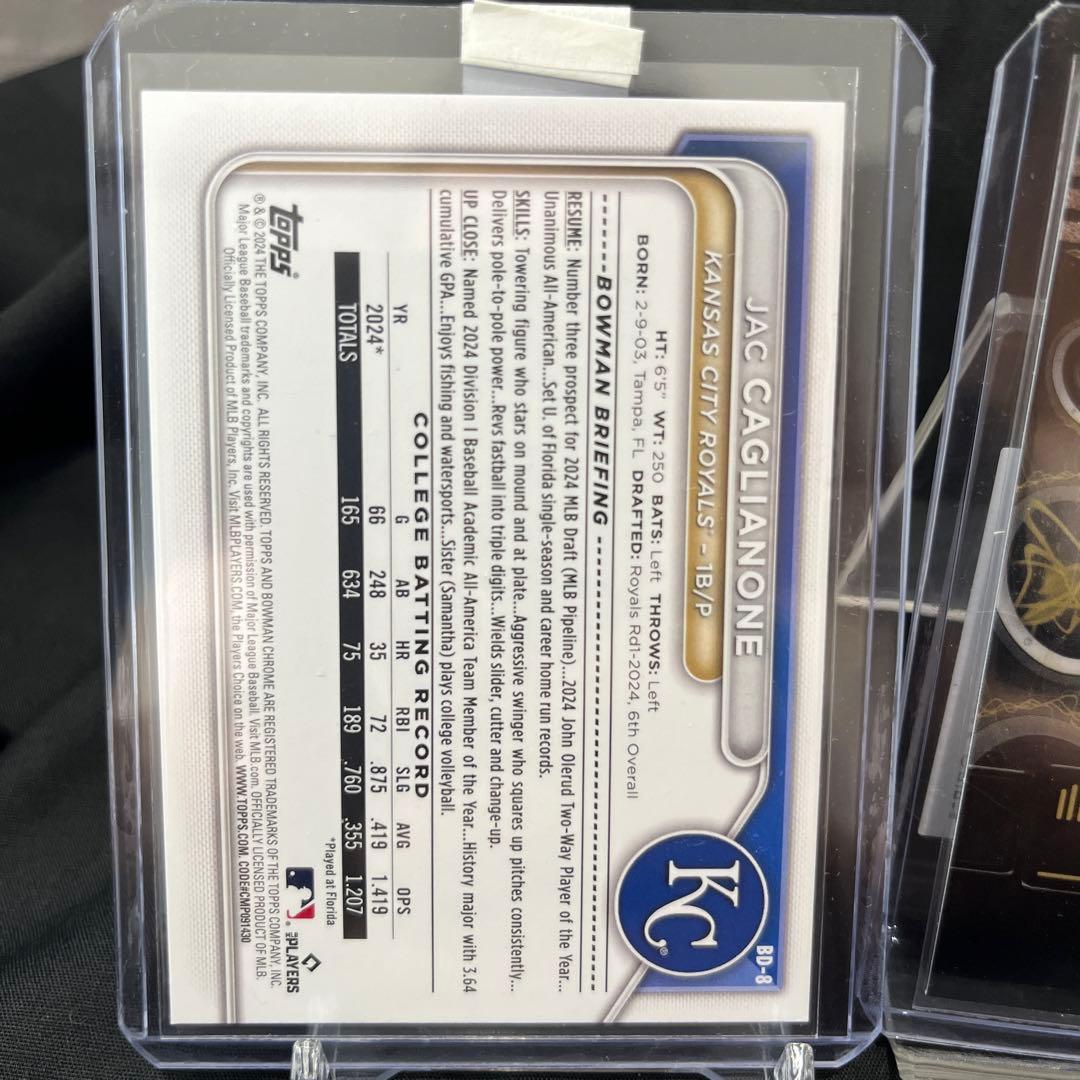 BD-8
JAC CAGLIANONE
KANSAS CITY ROYALS® - 1B/P
KC®
HT: 6'5" WT: 250 BATS: Left THROWS: Left
BORN: 2-9-03, Tampa, FL DRAFTED: Royals Rd1-2024, 6th Overall
BOWMAN BRIEFING
RESUME: Number three prospect for 2024 MLB Draft (MLB Pipeline)...2024 John Olerud Two-Way Player of the Year...
Unanimous All-American...Set U. of Florida single-season and career home run records.
SKILLS: Towering figure who stars on mound and at plate...Aggressive swinger who squares up pitches consistently...
Delivers pole-to-pole power...Revs fastball into triple digits...Wields slider, cutter and change-up.
UP CLOSE: Named 2024 Division I Baseball Academic All-America Team Member of the Year...History major with 3.64
cumulative GPA...Enjoys fishing and watersports...Sister (Samantha) plays college volleyball.
COLLEGE BATTING RECORD
YR G AB HR RBI SLG AVG OPS
2024* 66 248 35 72 .875 .419 1.419
TOTALS 165 634 75 189 .760 .355 1.207
*Played at Florida
topps®
MLB PLAYERS
® & © 2024 THE TOPPS COMPANY, INC. ALL RIGHTS RESERVED. TOPPS AND BOWMAN CHROME ARE REGISTERED TRADEMARKS OF THE TOPPS COMPANY, INC.
Major League Baseball trademarks and copyrights are used with permission of Major League Baseball. Visit MLB.com. OFFICIALLY LICENSED PRODUCT OF MLB.
Officially Licensed Product of MLB Players, Inc. Visit MLBPLAYERS.COM, the Players Choice on the web. WWW.TOPPS.COM. CODE#CMP091430